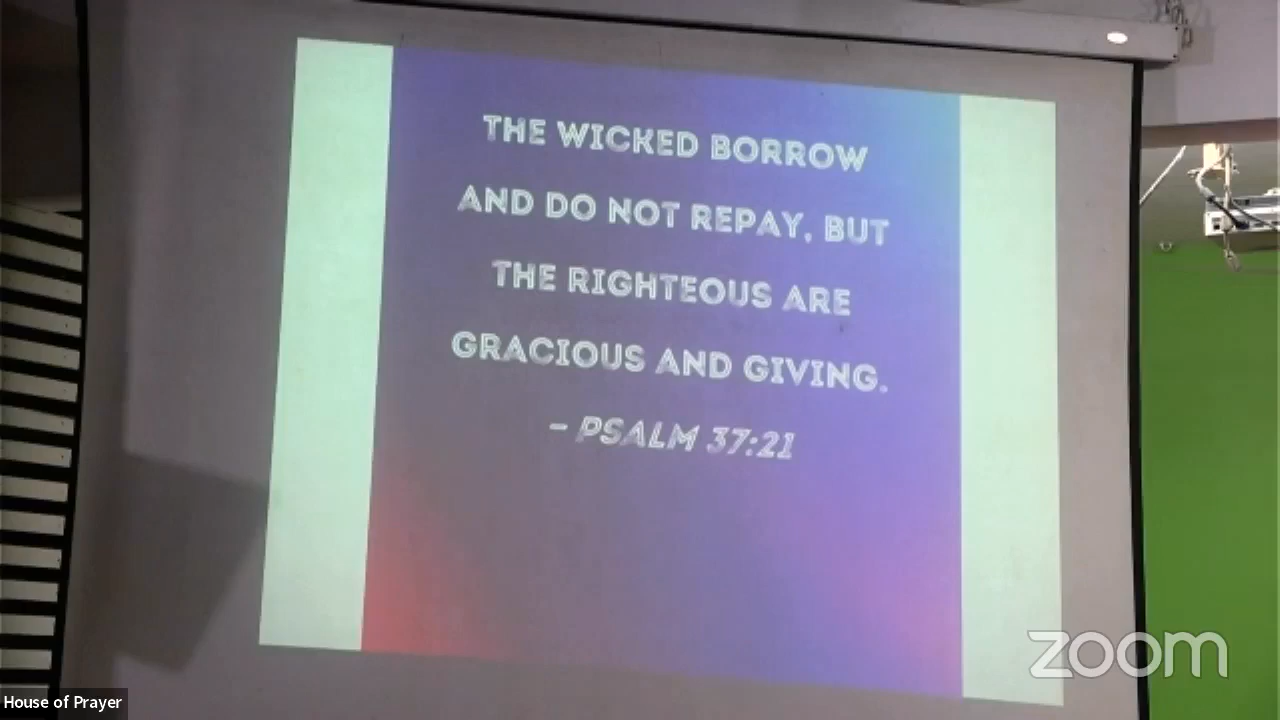 THE WICKED BORROW
AND DO NOT REPAY, BUT
THE RIGHTEOUS ARE
GRACIOUS AND GIVING.
– PSALM 37:21
zoom
House of Prayer